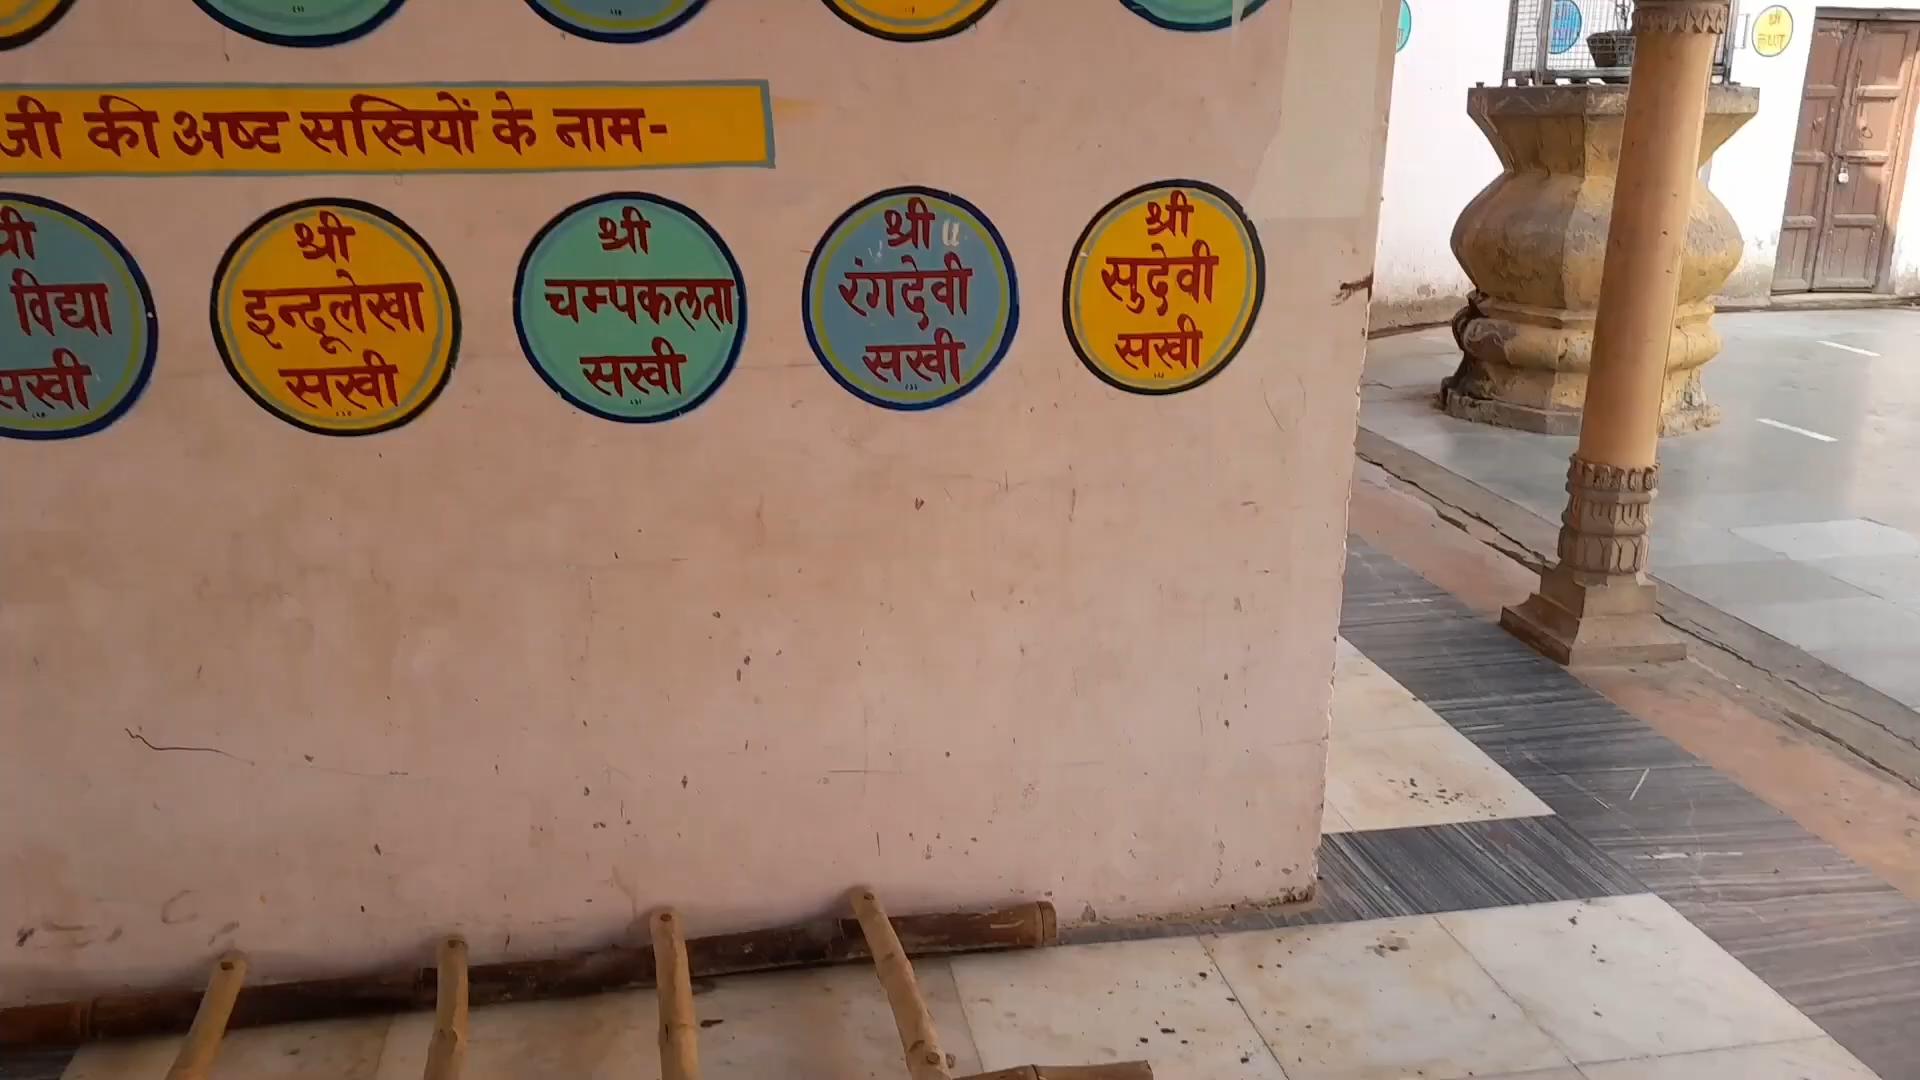 जी की अष्ट सखियों के नाम-
श्री
विद्या
सखी
श्री
इन्दूलेखा
सखी
श्री
चम्पकलता
सखी
श्री
रंगदेवी
सखी
श्री
सुदेवी
सखी